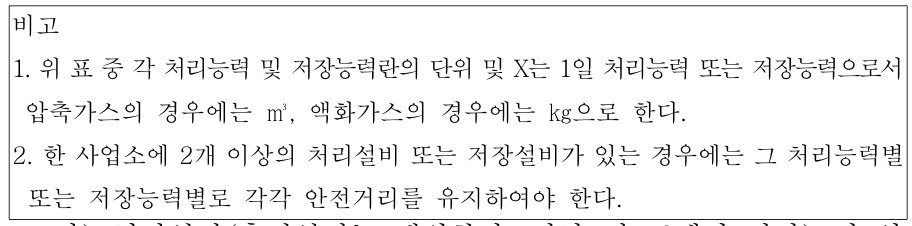 비고
1. 위 표 중 각 처리능력 및 저장능력란의 단위 및 X는 1일 처리능력 또는 저장능력으로서
압축가스의 경우에는 ㎥, 액화가스의 경우에는 ㎏으로 한다.
2. 한 사업소에 2개 이상의 처리설비 또는 저장설비가 있는 경우에는 그 처리능력별
또는 저장능력별로 각각 안전거리를 유지하여야 한다.